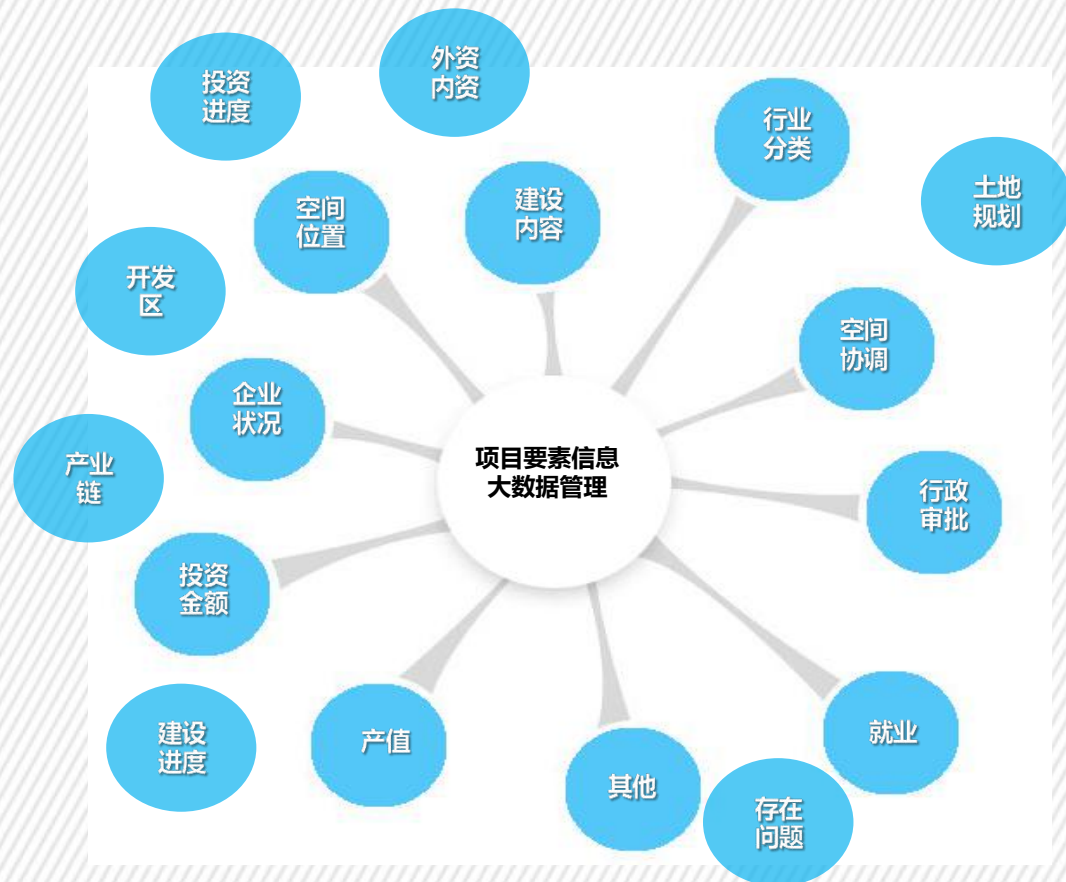 外资
内资
投资
进度
行业
分类
土地
规划
建设
内容
空间
位置
开发
区
空间
协调
企业
状况
产业
链
项目要素信息
大数据管理
行政
审批
投资
金额
就业
建设
进度
产值
其他
存在
问题